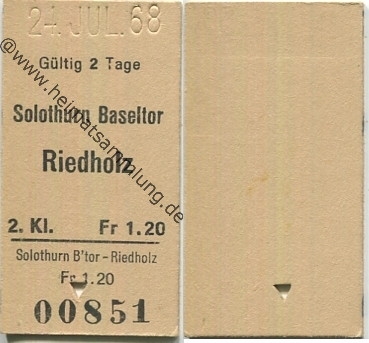 24. JUL. 68
Gültig 2 Tage
Solothurn Baseltor
Riedholz
2. Kl. Fr 1.20
Solothurn B'tor – Riedholz
Fr 1.20
00851
@www.heimatsammlung.de